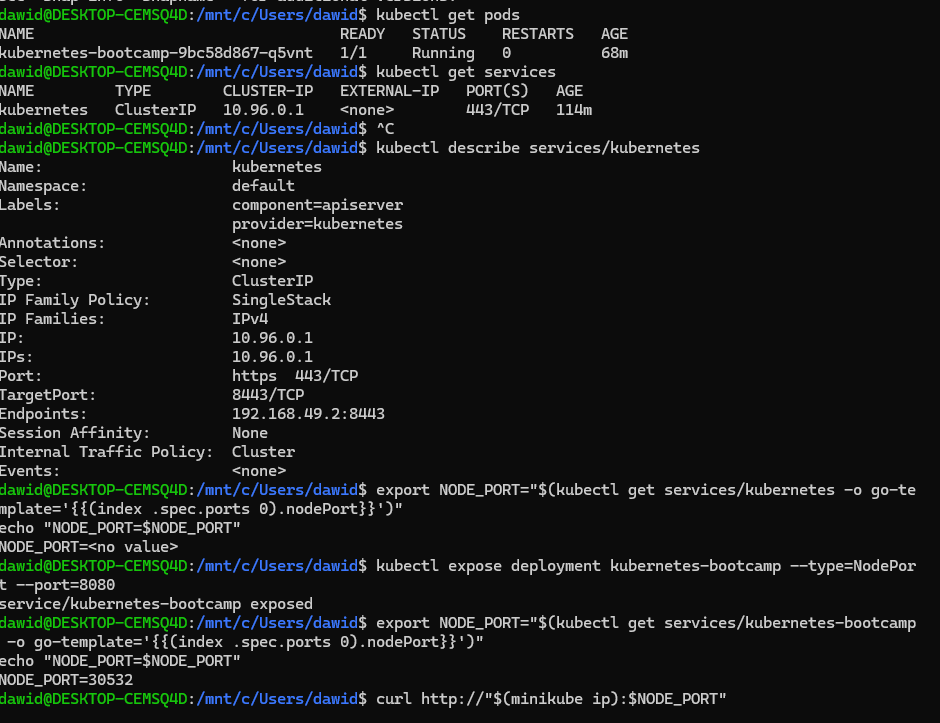 dawid@DESKTOP-CEMSQ4D:/mnt/c/Users/dawid$ kubectl get pods
NAME                                  READY   STATUS    RESTARTS   AGE
kubernetes-bootcamp-9bc58d867-q5vnt   1/1     Running   0          68m
dawid@DESKTOP-CEMSQ4D:/mnt/c/Users/dawid$ kubectl get services
NAME         TYPE        CLUSTER-IP   EXTERNAL-IP   PORT(S)   AGE
kubernetes   ClusterIP   10.96.0.1    <none>        443/TCP   114m
dawid@DESKTOP-CEMSQ4D:/mnt/c/Users/dawid$ ^C
dawid@DESKTOP-CEMSQ4D:/mnt/c/Users/dawid$ kubectl describe services/kubernetes
Name:                     kubernetes
Namespace:                default
Labels:                   component=apiserver
                          provider=kubernetes
Annotations:              <none>
Selector:                 <none>
Type:                     ClusterIP
IP Family Policy:         SingleStack
IP Families:              IPv4
IP:                       10.96.0.1
IPs:                      10.96.0.1
Port:                     https  443/TCP
TargetPort:               8443/TCP
Endpoints:                192.168.49.2:8443
Session Affinity:         None
Internal Traffic Policy:  Cluster
Events:                   <none>
dawid@DESKTOP-CEMSQ4D:/mnt/c/Users/dawid$ export NODE_PORT="$(kubectl get services/kubernetes -o go-te
mplate='{{(index .spec.ports 0).nodePort}}')"
echo "NODE_PORT=$NODE_PORT"
NODE_PORT=<no value>
dawid@DESKTOP-CEMSQ4D:/mnt/c/Users/dawid$ kubectl expose deployment kubernetes-bootcamp --type=NodePor
t --port=8080
service/kubernetes-bootcamp exposed
dawid@DESKTOP-CEMSQ4D:/mnt/c/Users/dawid$ export NODE_PORT="$(kubectl get services/kubernetes-bootcamp
 -o go-template='{{(index .spec.ports 0).nodePort}}')"
echo "NODE_PORT=$NODE_PORT"
NODE_PORT=30532
dawid@DESKTOP-CEMSQ4D:/mnt/c/Users/dawid$ curl http://"$(minikube ip):$NODE_PORT"